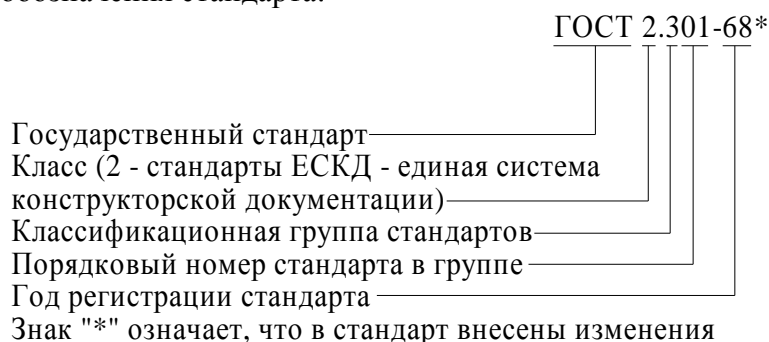 обозначения стандарта.
ГОСТ 2.301-68*
Государственный стандарт
Класс (2 - стандарты ЕСКД - единая система
конструкторской документации)
Классификационная группа стандартов
Порядковый номер стандарта в группе
Год регистрации стандарта
Знак "*" означает, что в стандарт внесены изменения